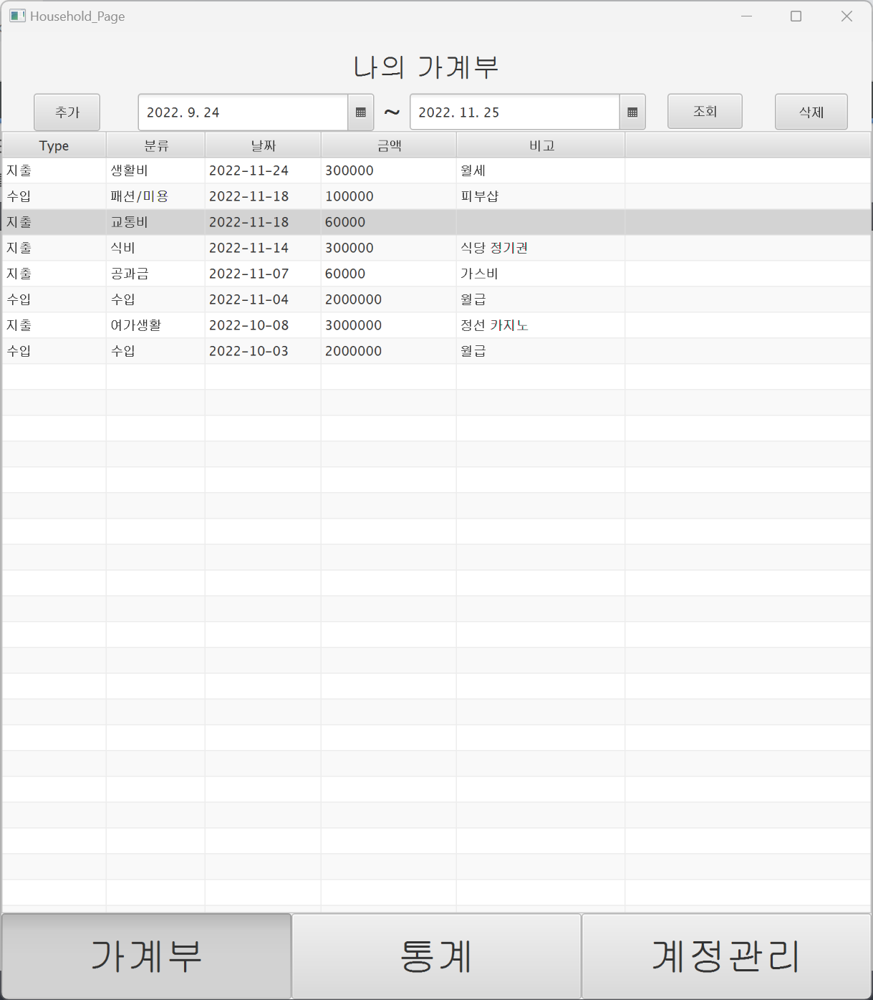 Household_Page
나의 가계부
추가 2022. 9. 24 ~ 2022. 11. 25 조회 삭제
Type 분류 날짜 금액 비고
지출 생활비 2022-11-24 300000 월세
수입 패션/미용 2022-11-18 100000 피부샵
지출 교통비 2022-11-18 60000
지출 식비 2022-11-14 300000 식당 정기권
지출 공과금 2022-11-07 60000 가스비
수입 수입 2022-11-04 2000000 월급
지출 여가생활 2022-10-08 3000000 정선 카지노
수입 수입 2022-10-03 2000000 월급
가계부 통계 계정관리